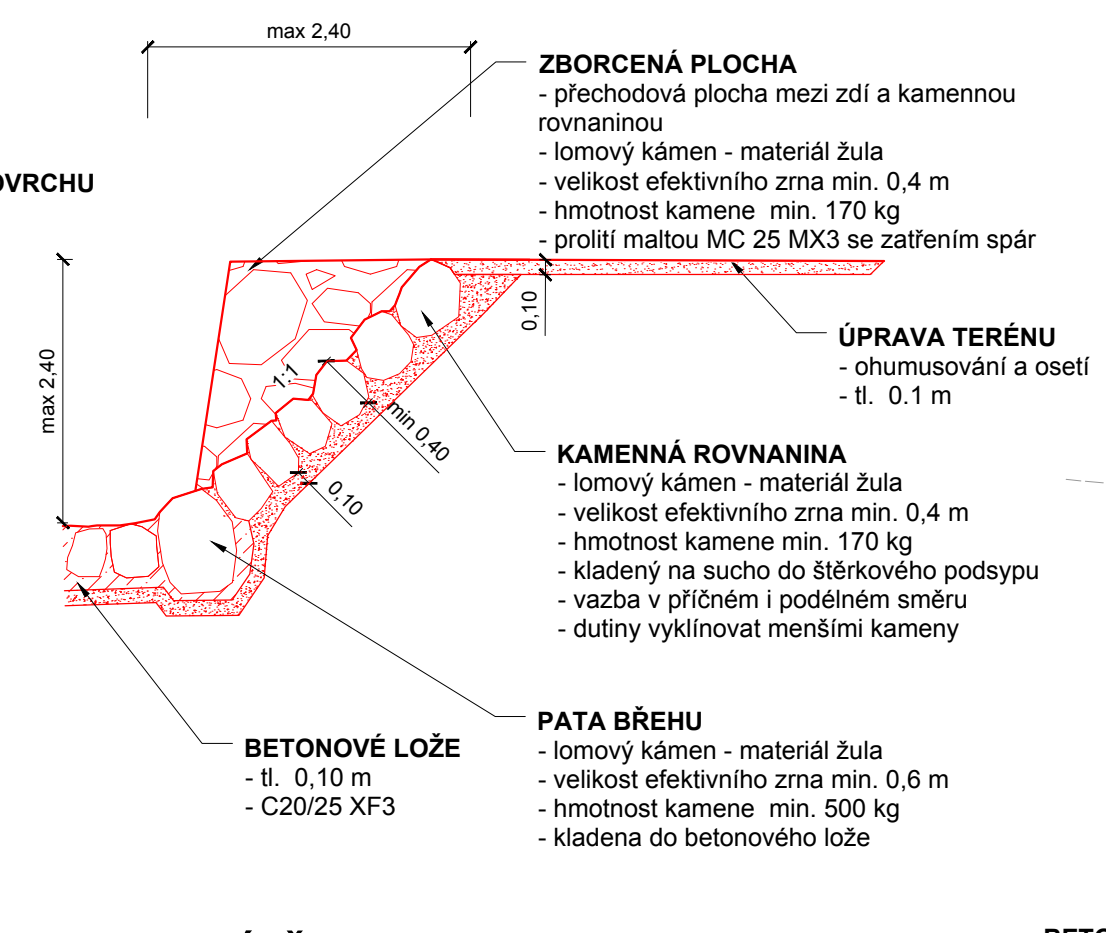 max 2,40
ZBORCENÁ PLOCHA
- přechodová plocha mezi zdí a kamennou
rovnaninou
- lomový kámen - materiál žula
- velikost efektivního zrna min. 0,4 m
- hmotnost kamene min. 170 kg
- prolití maltou MC 25 MX3 se zatřením spár
OVRCHU
max 2,40
1:1
min 0,40
0,10
0,10
ÚPRAVA TERÉNU
- ohumusování a osetí
- tl. 0.1 m
KAMENNÁ ROVNANINA
- lomový kámen - materiál žula
- velikost efektivního zrna min. 0,4 m
- hmotnost kamene min. 170 kg
- kladený na sucho do štěrkového podsypu
- vazba v příčném i podélném směru
- dutiny vyklínovat menšími kameny
BETONOVÉ LOŽE
- tl. 0,10 m
- C20/25 XF3
PATA BŘEHU
- lomový kámen - materiál žula
- velikost efektivního zrna min. 0,6 m
- hmotnost kamene min. 500 kg
- kladena do betonového lože
BETO